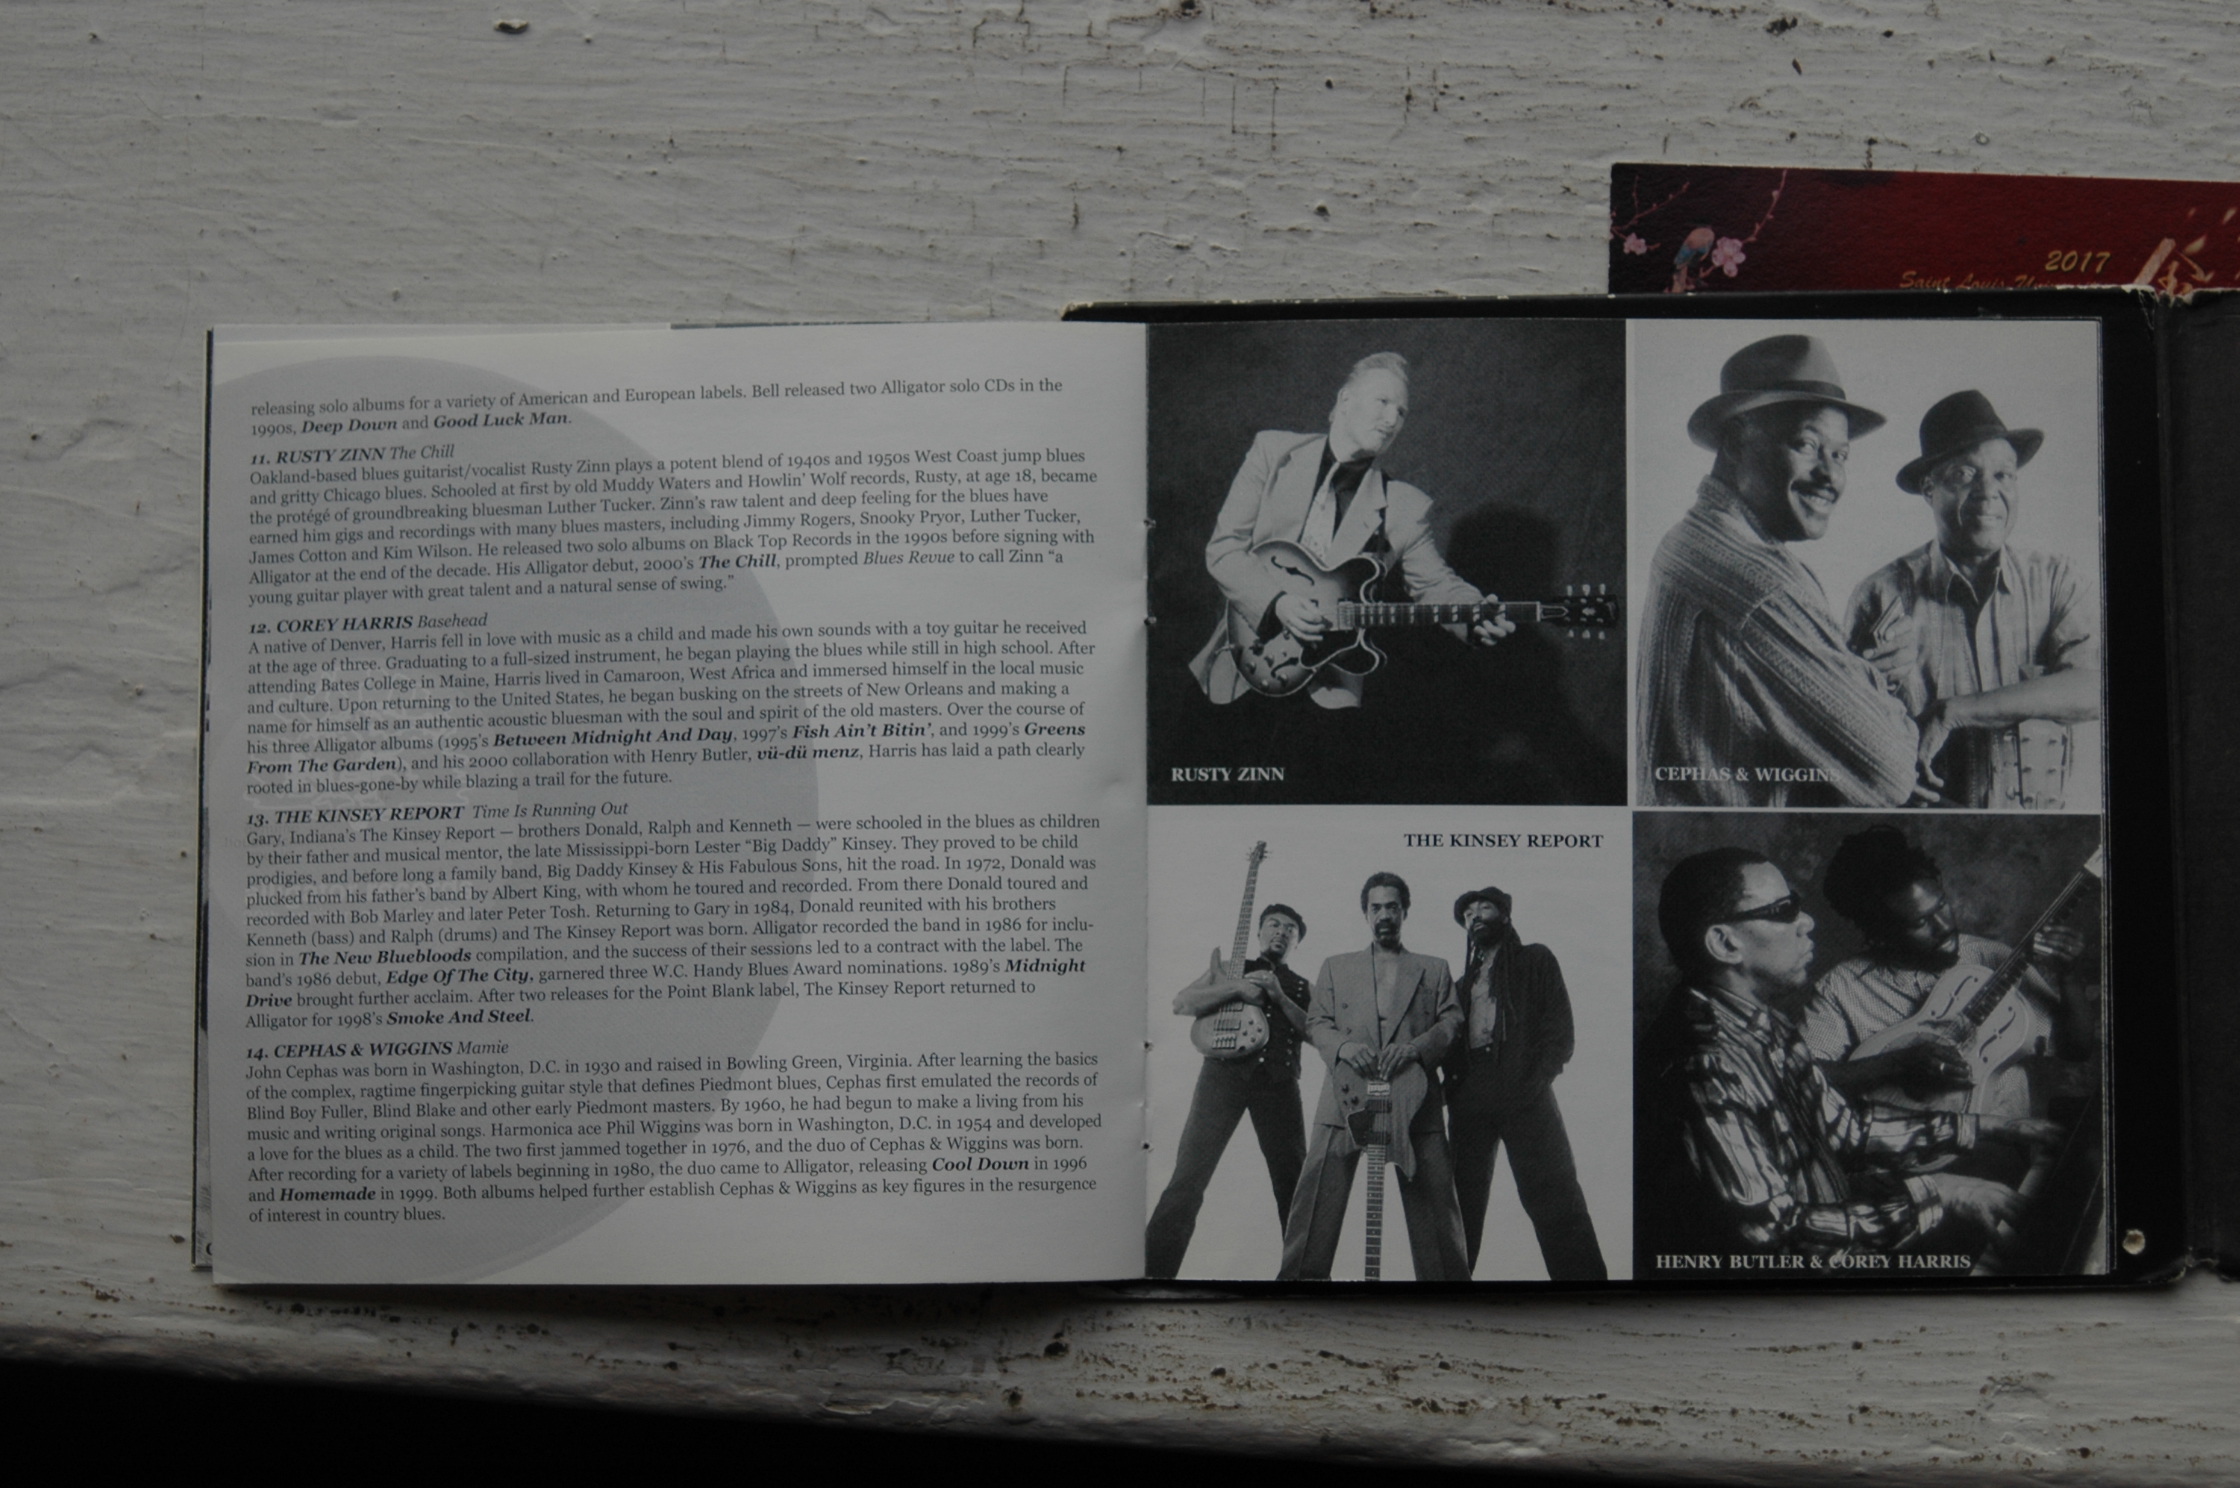 releasing solo albums for a variety of American and European labels. Bell released two Alligator solo CDs in the
1990s, Deep Down and Good Luck Man.
11. RUSTY ZINN The Chill
Oakland-based blues guitarist/vocalist Rusty Zinn plays a potent blend of 1940s and 1950s West Coast jump blues
and gritty Chicago blues. Schooled at first by old Muddy Waters and Howlin' Wolf records, Rusty, at age 18, became
the protégé of groundbreaking bluesman Luther Tucker. Zinn's raw talent and deep feeling for the blues have
earned him gigs and recordings with many blues masters, including Jimmy Rogers, Snooky Pryor, Luther Tucker,
James Cotton and Kim Wilson. He released two solo albums on Black Top Records in the 1990s before signing with
Alligator at the end of the decade. His Alligator debut, 2000's The Chill, prompted Blues Revue to call Zinn "a
young guitar player with great talent and a natural sense of swing."
12. COREY HARRIS Basehead
A native of Denver, Harris fell in love with music as a child and made his own sounds with a toy guitar he received
at the age of three. Graduating to a full-sized instrument, he began playing the blues while still in high school. After
attending Bates College in Maine, Harris lived in Camaroon, West Africa and immersed himself in the local music
and culture. Upon returning to the United States, he began busking on the streets of New Orleans and making a
name for himself as an authentic acoustic bluesman with the soul and spirit of the old masters. Over the course of
his three Alligator albums (1995's Between Midnight And Day, 1997's Fish Ain't Bitin', and 1999's Greens
From The Garden), and his 2000 collaboration with Henry Butler, vü-dü menz, Harris has laid a path clearly
rooted in blues-gone-by while blazing a trail for the future.
13. THE KINSEY REPORT Time Is Running Out
Gary, Indiana's The Kinsey Report — brothers Donald, Ralph and Kenneth — were schooled in the blues as children
by their father and musical mentor, the late Mississippi-born Lester "Big Daddy" Kinsey. They proved to be child
prodigies, and before long a family band, Big Daddy Kinsey & His Fabulous Sons, hit the road. In 1972, Donald was
plucked from his father's band by Albert King, with whom he toured and recorded. From there Donald toured and
recorded with Bob Marley and later Peter Tosh. Returning to Gary in 1984, Donald reunited with his brothers
Kenneth (bass) and Ralph (drums) and The Kinsey Report was born. Alligator recorded the band in 1986 for inclu-
sion in The New Bluebloods compilation, and the success of their sessions led to a contract with the label. The
band's 1986 debut, Edge Of The City, garnered three W.C. Handy Blues Award nominations. 1989's Midnight
Drive brought further acclaim. After two releases for the Point Blank label, The Kinsey Report returned to
Alligator for 1998's Smoke And Steel.
14. CEPHAS & WIGGINS Mamie
John Cephas was born in Washington, D.C. in 1930 and raised in Bowling Green, Virginia. After learning the basics
of the complex, ragtime fingerpicking guitar style that defines Piedmont blues, Cephas first emulated the records of
Blind Boy Fuller, Blind Blake and other early Piedmont masters. By 1960, he had begun to make a living from his
music and writing original songs. Harmonica ace Phil Wiggins was born in Washington, D.C. in 1954 and developed
a love for the blues as a child. The two first jammed together in 1976, and the duo of Cephas & Wiggins was born.
After recording for a variety of labels beginning in 1980, the duo came to Alligator, releasing Cool Down in 1996
and Homemade in 1999. Both albums helped further establish Cephas & Wiggins as key figures in the resurgence
of interest in country blues.
RUSTY ZINN
CEPHAS & WIGGINS
THE KINSEY REPORT
HENRY BUTLER & COREY HARRIS
2017
Saint Louis